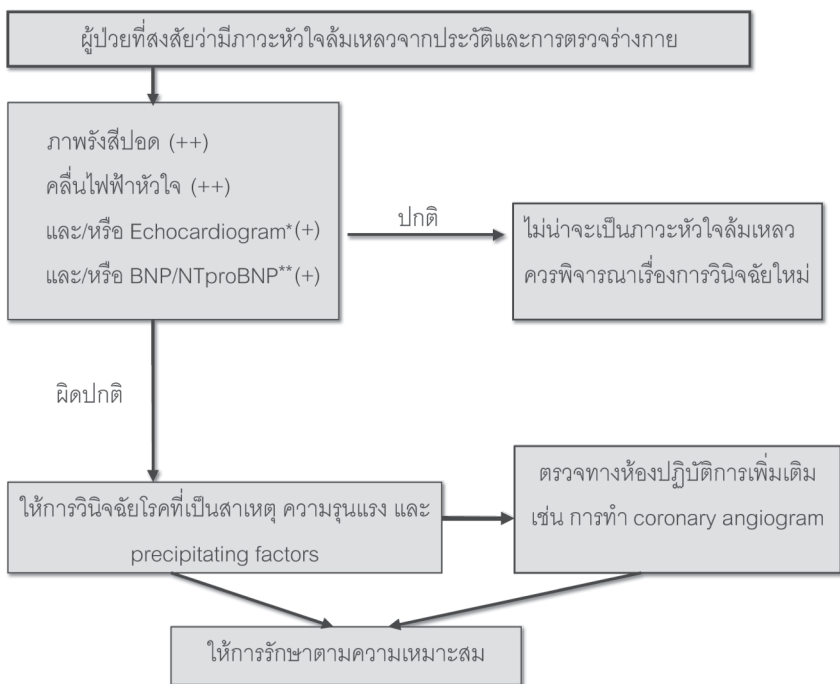 ผู้ป่วยที่สงสัยว่ามีภาวะหัวใจล้มเหลวจากประวัติและการตรวจร่างกาย
ภาพรังสีปอด (++)
คลื่นไฟฟ้าหัวใจ (++)
และ/หรือ Echocardiogram*(+)
และ/หรือ BNP/NTproBNP**(+)
ปกติ
ไม่น่าจะเป็นภาวะหัวใจล้มเหลว
ควรพิจารณาเรื่องการวินิจฉัยใหม่
ผิดปกติ
ให้การวินิจฉัยโรคที่เป็นสาเหตุ ความรุนแรง และ
precipitating factors
ตรวจทางห้องปฏิบัติการเพิ่มเติม
เช่น การทำ coronary angiogram
ให้การรักษาตามความเหมาะสม